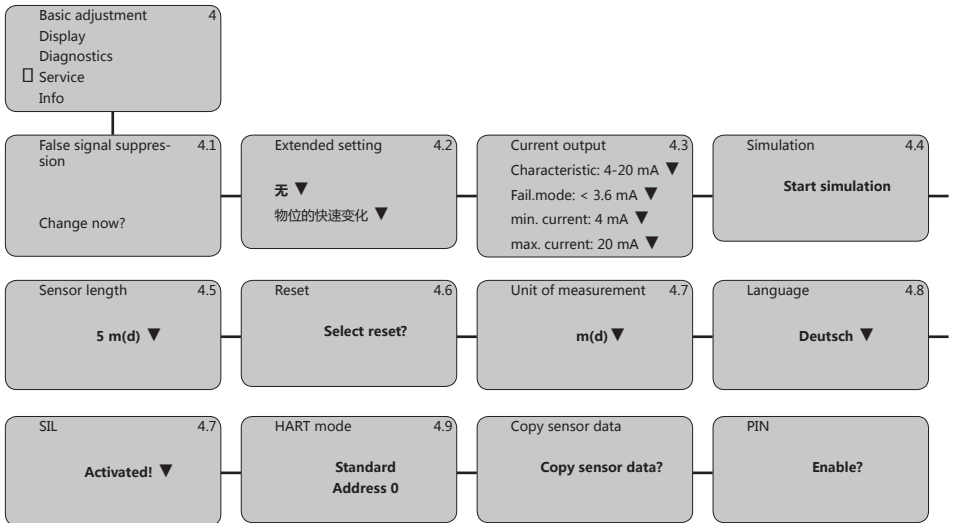 Basic adjustment 4
Display
Diagnostics
Service
Info
False signal suppres- 4.1
sion
Change now?
Extended setting 4.2
无 ▼
物位的快速变化 ▼
Current output 4.3
Characteristic: 4-20 mA ▼
Fail.mode: < 3.6 mA ▼
min. current: 4 mA ▼
max. current: 20 mA ▼
Simulation 4.4
Start simulation
Sensor length 4.5
5 m(d) ▼
Reset 4.6
Select reset?
Unit of measurement 4.7
m(d) ▼
Language 4.8
Deutsch ▼
SIL 4.7
Activated! ▼
HART mode 4.9
Standard
Address 0
Copy sensor data
Copy sensor data?
PIN
Enable?